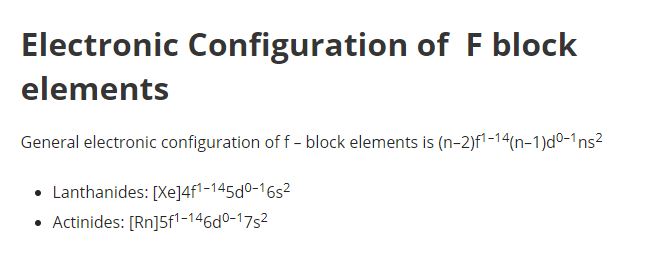 Electronic Configuration of F block
elements
General electronic configuration of f – block elements is (n–2)f¹⁻¹⁴(n–1)d⁰⁻¹ns²
• Lanthanides: [Xe]4f¹⁻¹⁴5d⁰⁻¹6s²
• Actinides: [Rn]5f¹⁻¹⁴6d⁰⁻¹7s²